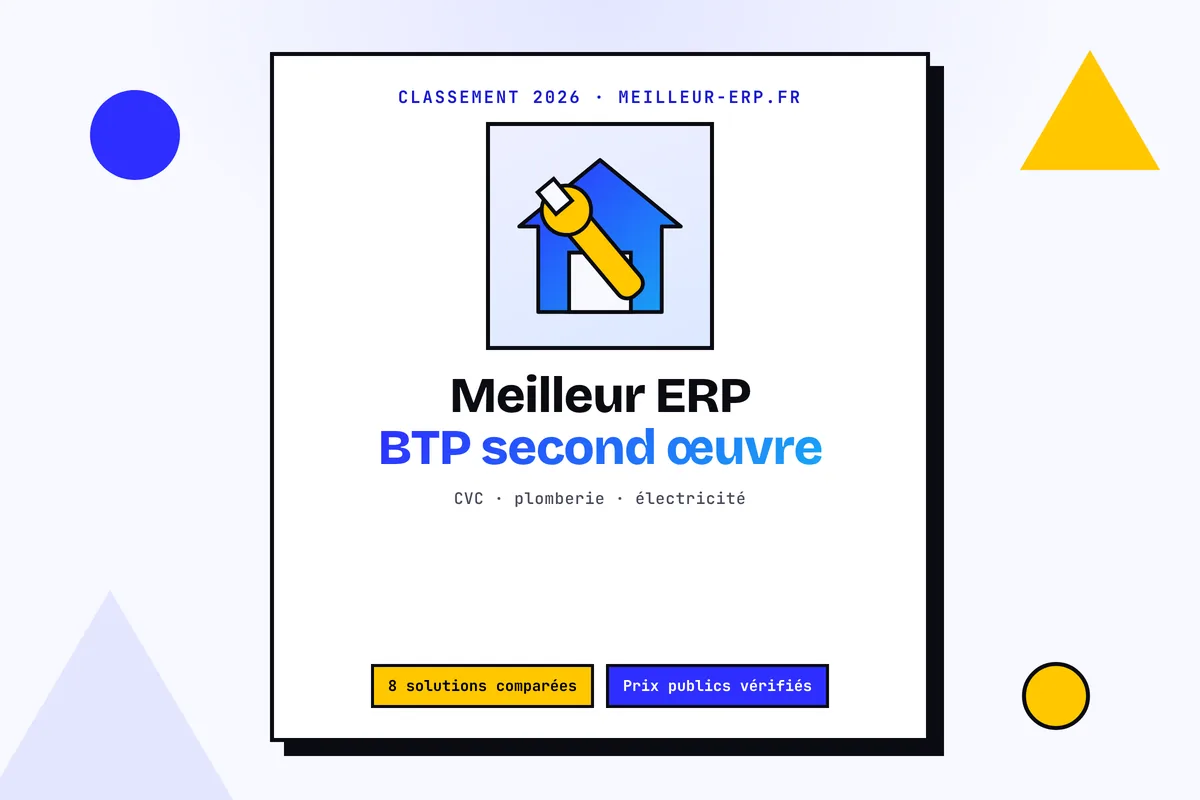 CLASSEMENT 2026 · MEILLEUR-ERP.FR
Meilleur ERP
BTP second œuvre
CVC · plomberie · électricité
8 solutions comparées
Prix publics vérifiés